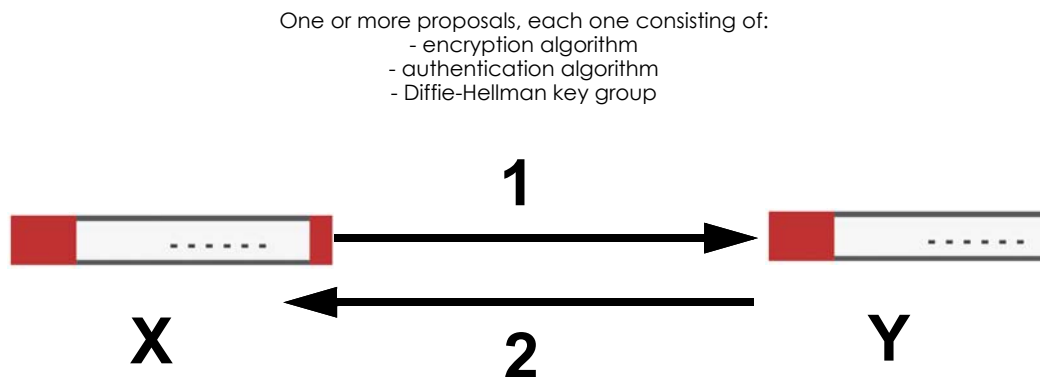 One or more proposals, each one consisting of:
- encryption algorithm
- authentication algorithm
- Diffie-Hellman key group
1
X
2
Y